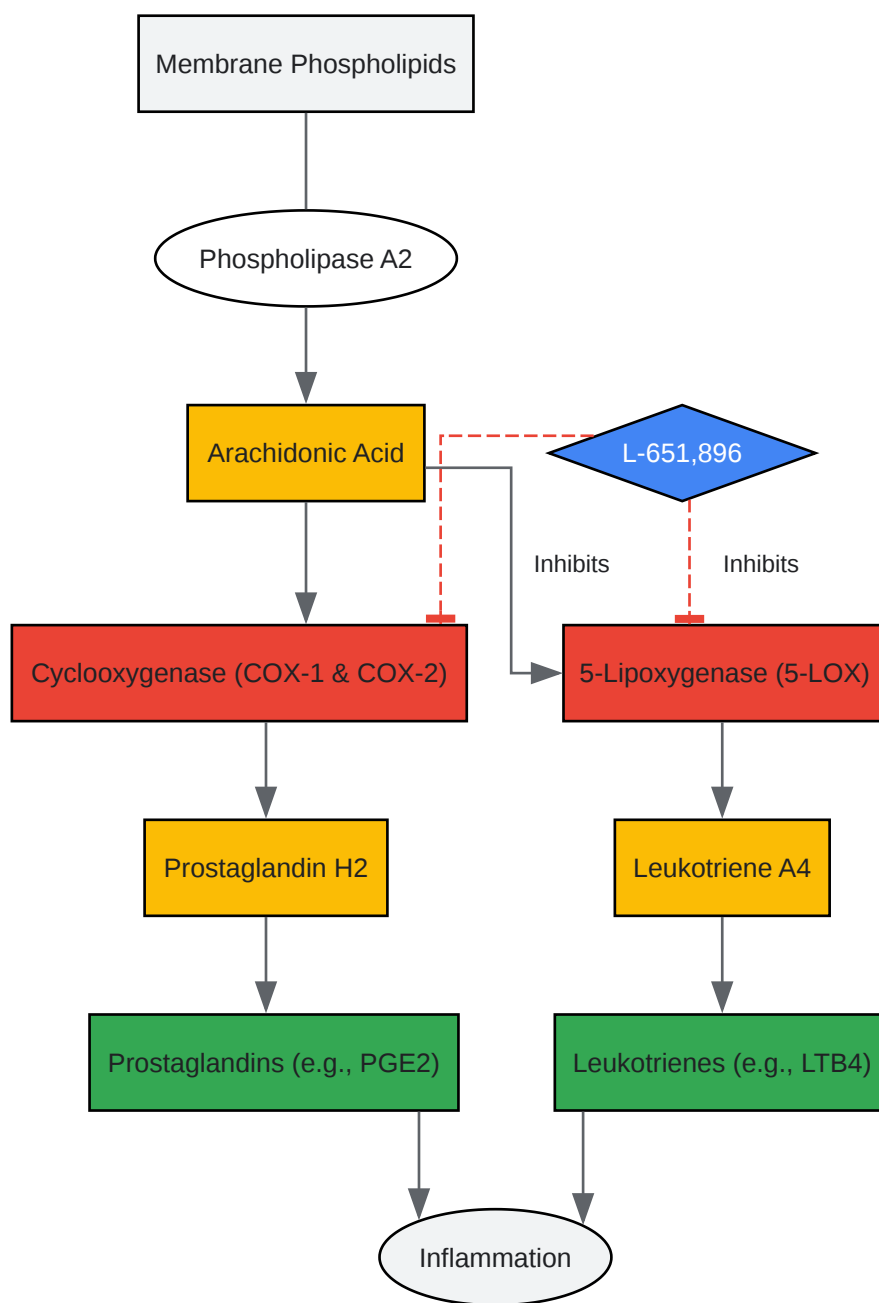 Membrane Phospholipids
Phospholipase A2
Arachidonic Acid
L-651,896
Inhibits
Inhibits
Cyclooxygenase (COX-1 & COX-2)
5-Lipoxygenase (5-LOX)
Prostaglandin H2
Leukotriene A4
Prostaglandins (e.g., PGE2)
Leukotrienes (e.g., LTB4)
Inflammation